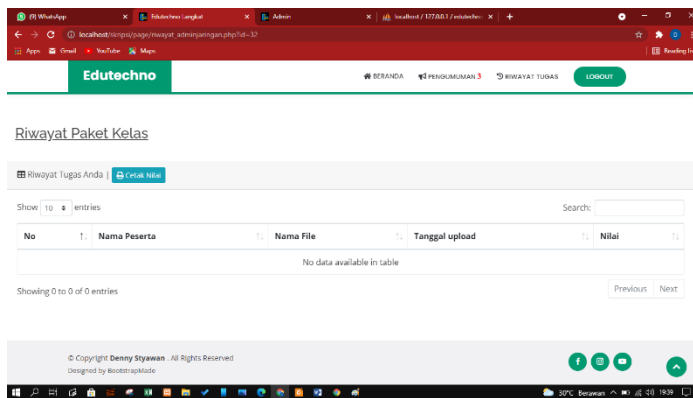 (9) WhatsApp
Edutechno Langkat
Admin
localhost / 127.0.0.1 / edutechno
localhost/skripsi/page/riwayat_adminjaringan.php?id=32
Apps Gmail YouTube Maps Reading lis
Edutechno
BERANDA PENGUMUMAN 3 RIWAYAT TUGAS LOGOUT
Riwayat Paket Kelas
Riwayat Tugas Anda | Cetak Nilai
Show 10 entries Search:
No Nama Peserta Nama File Tanggal upload Nilai
No data available in table
Showing 0 to 0 of 0 entries Previous Next
© Copyright Denny Styawan . All Rights Reserved
Designed by BootstrapMade
30°C Berawan 19:39